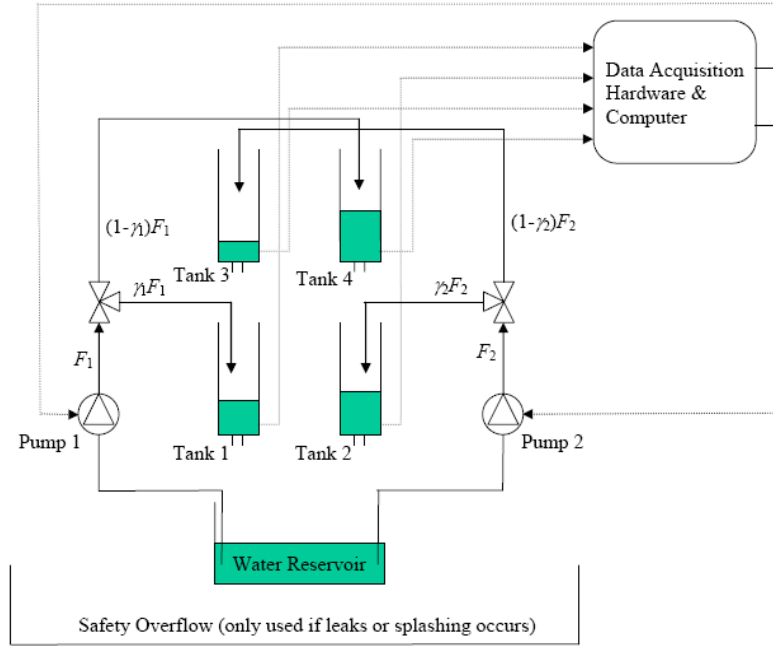 Data Acquisition
Hardware &
Computer
(1-γ1)F1
(1-γ2)F2
Tank 3
Tank 4
γ1F1
γ2F2
F1
F2
Pump 1
Tank 1
Tank 2
Pump 2
Water Reservoir
Safety Overflow (only used if leaks or splashing occurs)